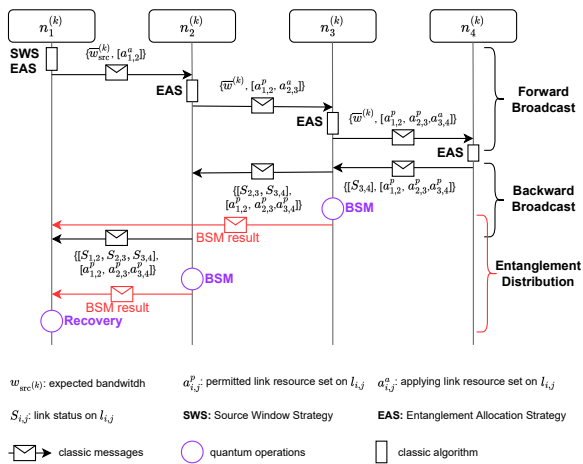 n_1^{(k)} n_2^{(k)} n_3^{(k)} n_4^{(k)}
SWS
EAS
{w̅_{src}^{(k)}, [a_{1,2}^a]}
EAS
{w̅^{(k)}, [a_{1,2}^p, a_{2,3}^a]}
EAS
{w̅^{(k)}, [a_{1,2}^p, a_{2,3}^p, a_{3,4}^a]}
EAS
Forward
Broadcast
{[S_{3,4}], [a_{1,2}^p, a_{2,3}^p, a_{3,4}^p]}
{[S_{2,3}, S_{3,4}],
[a_{1,2}^p, a_{2,3}^p, a_{3,4}^p]}
Backward
Broadcast
BSM
BSM result
{[S_{1,2}, S_{2,3}, S_{3,4}],
[a_{1,2}^p, a_{2,3}^p, a_{3,4}^p]}
Entanglement
Distribution
BSM
BSM result
Recovery
w_{src^{(k)}}: expected bandwitdh
a_{i,j}^p: permitted link resource set on l_{i,j}
a_{i,j}^a: applying link resource set on l_{i,j}
S_{i,j}: link status on l_{i,j}
SWS: Source Window Strategy
EAS: Entanglement Allocation Strategy
classic messages
quantum operations
classic algorithm